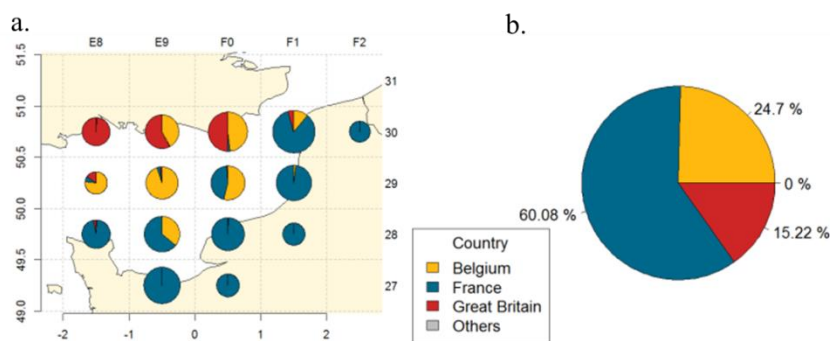 a.
E8 E9 F0 F1 F2
51.5
51.0
50.5
50.0
49.5
49.0
31
30
29
28
27
-2 -1 0 1 2
Country
Belgium
France
Great Britain
Others
b.
24.7 %
0 %
60.08 %
15.22 %